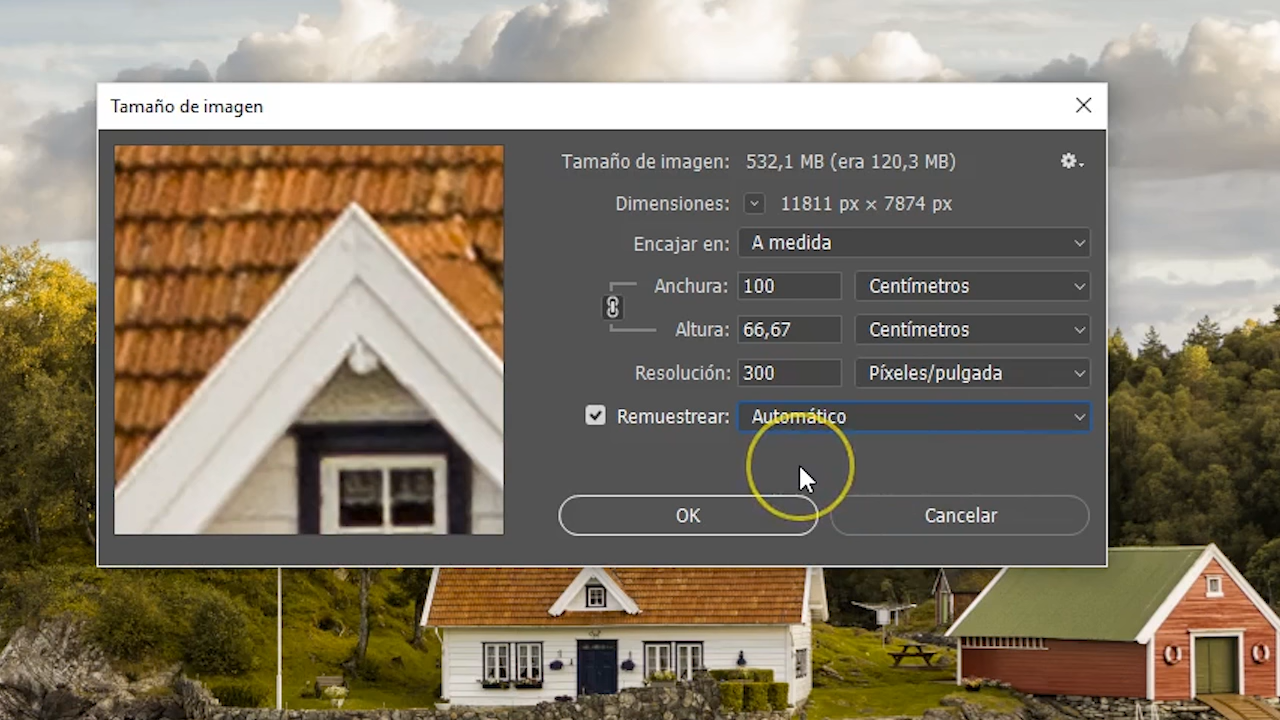 Tamaño de imagen
Tamaño de imagen: 532,1 MB (era 120,3 MB)
Dimensiones: 11811 px × 7874 px
Encajar en: A medida
Anchura: 100 Centímetros
Altura: 66,67 Centímetros
Resolución: 300 Píxeles/pulgada
Remuestrear: Automático
OK Cancelar